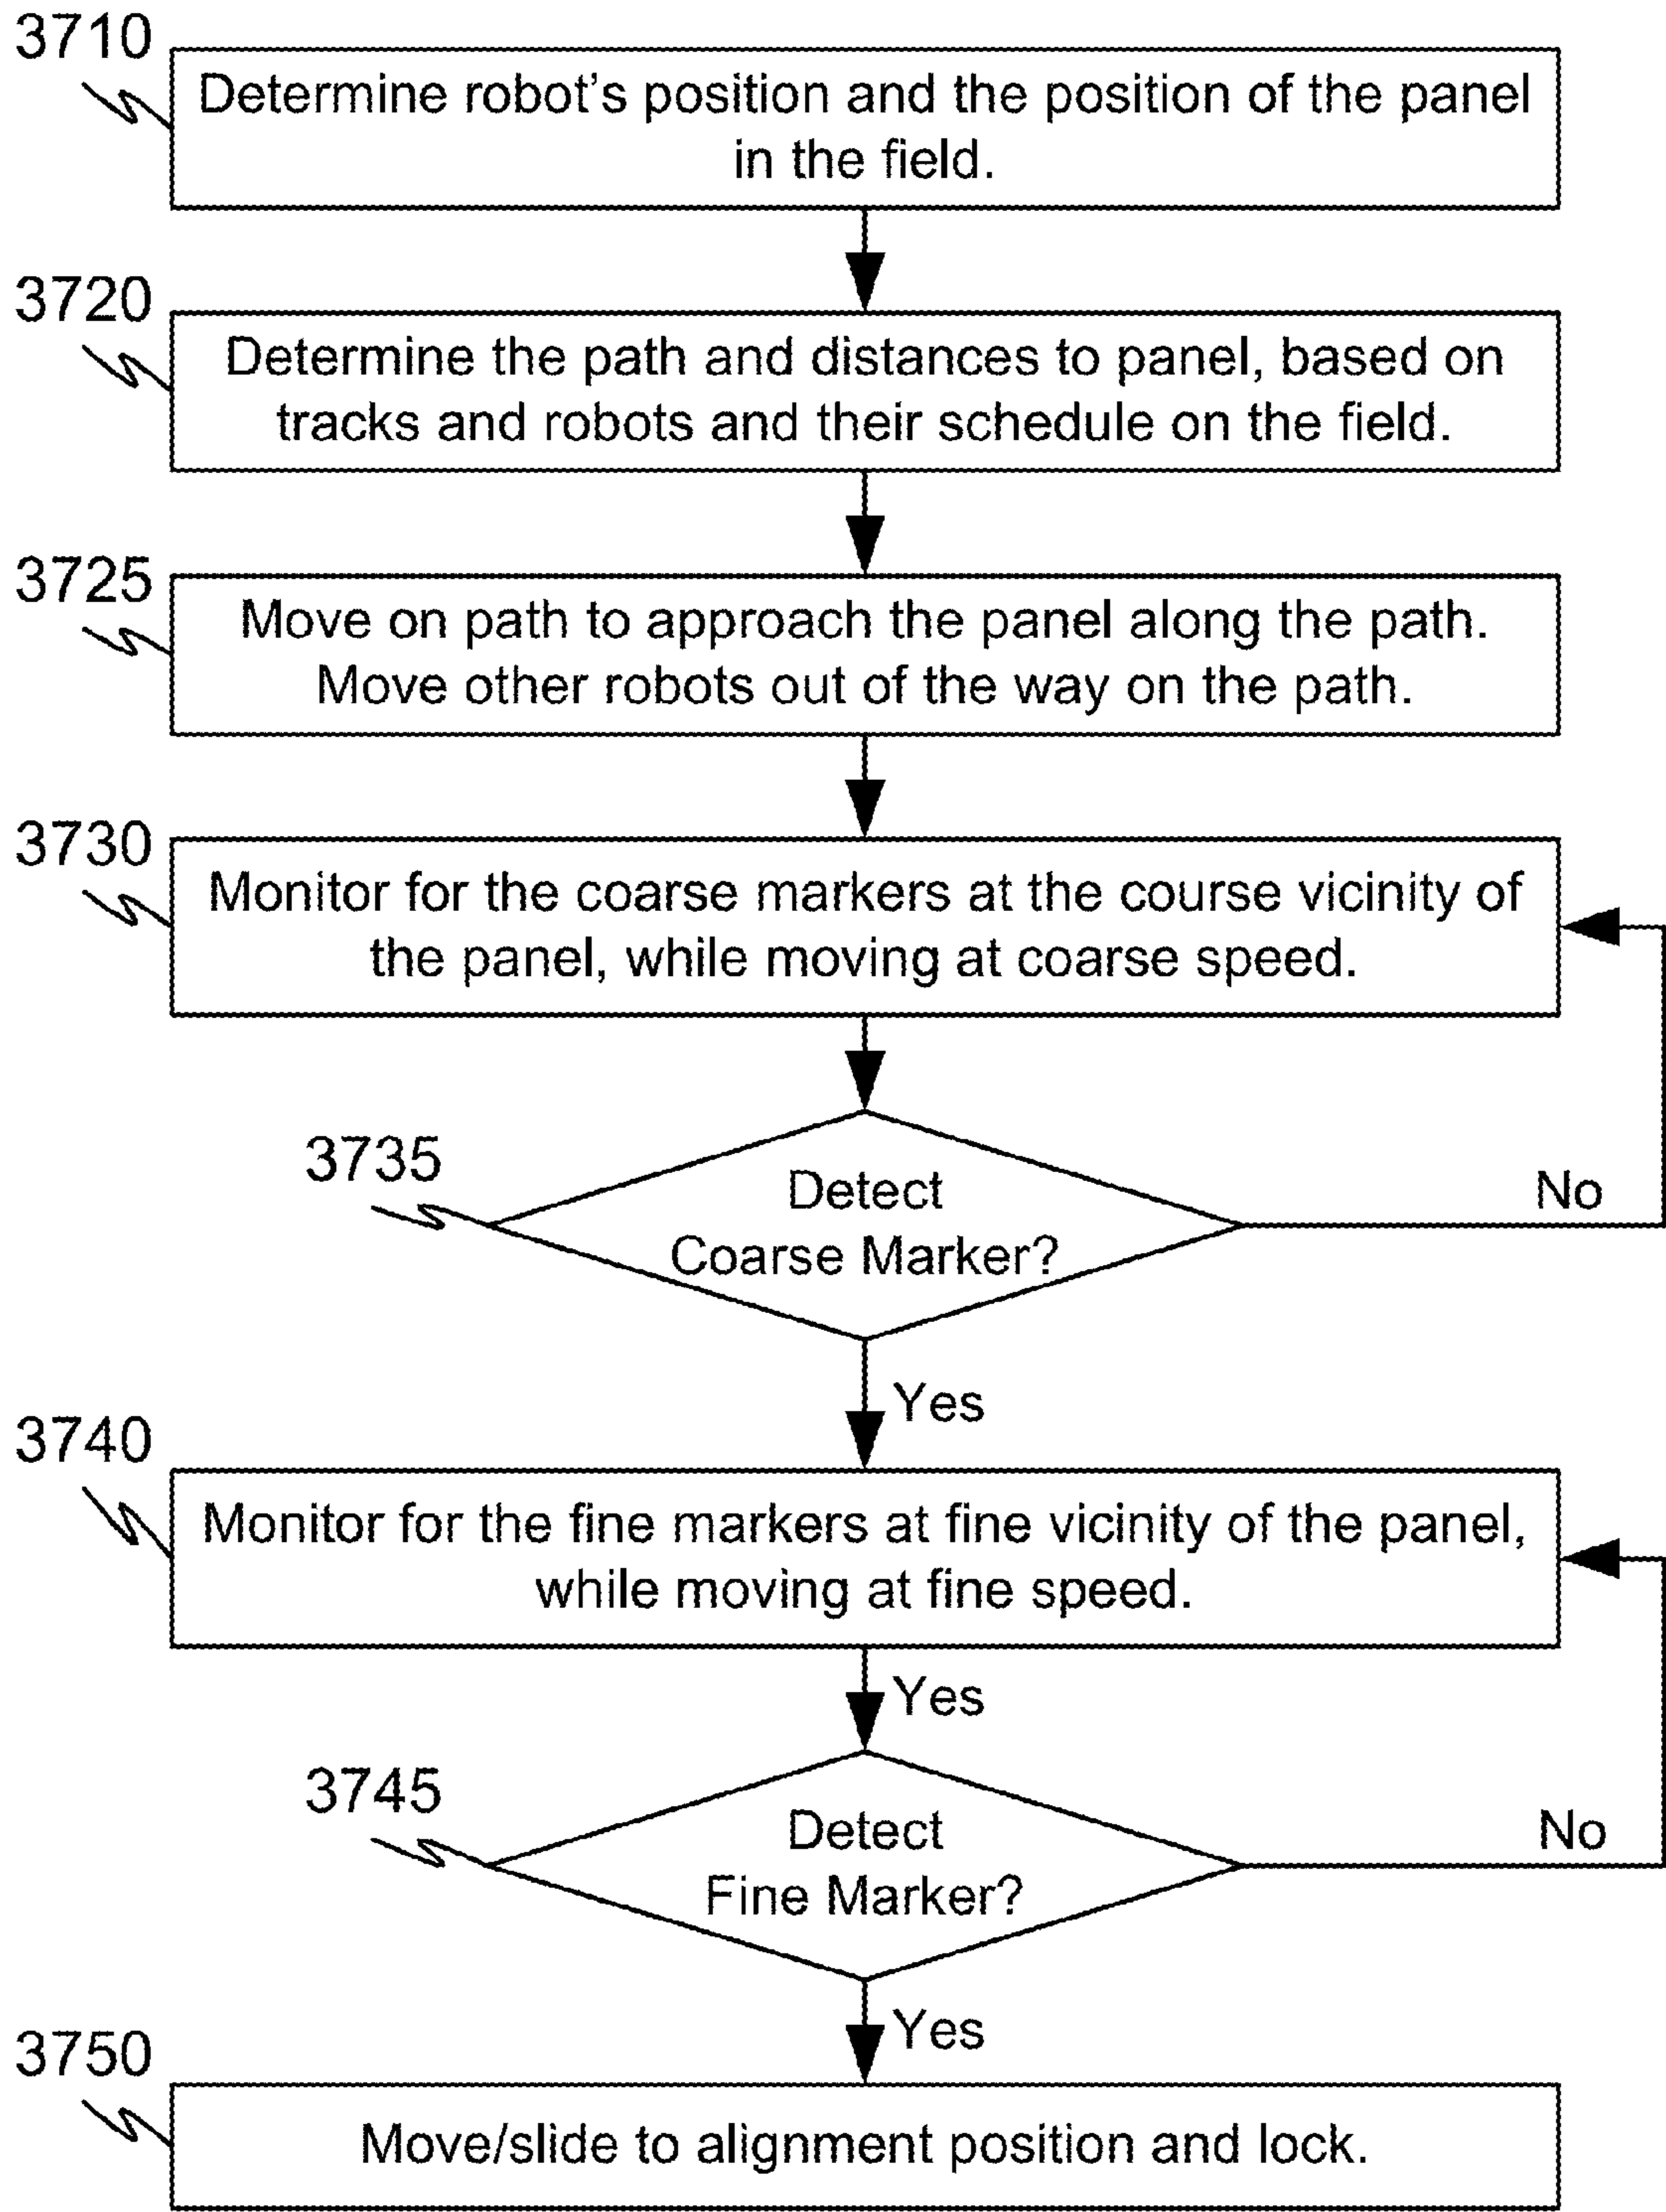 3710
Determine robot's position and the position of the panel
in the field.
3720
Determine the path and distances to panel, based on
tracks and robots and their schedule on the field.
3725
Move on path to approach the panel along the path.
Move other robots out of the way on the path.
3730
Monitor for the coarse markers at the course vicinity of
the panel, while moving at coarse speed.
3735
Detect
Coarse Marker?
No
Yes
3740
Monitor for the fine markers at fine vicinity of the panel,
while moving at fine speed.
Yes
3745
Detect
Fine Marker?
No
Yes
3750
Move/slide to alignment position and lock.